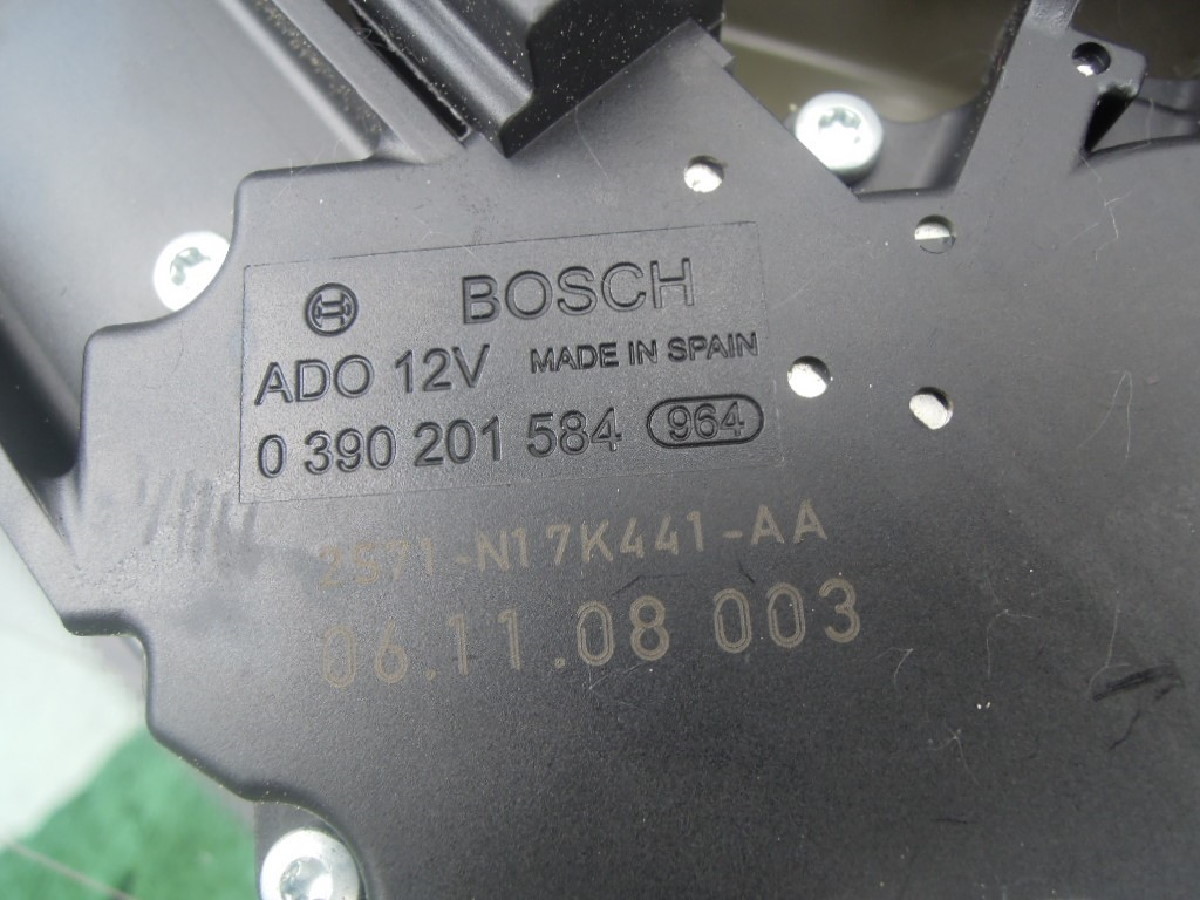 BOSCH
ADO 12V MADE IN SPAIN
0 390 201 584 964
2S71-N17K441-AA
06.11.08 003